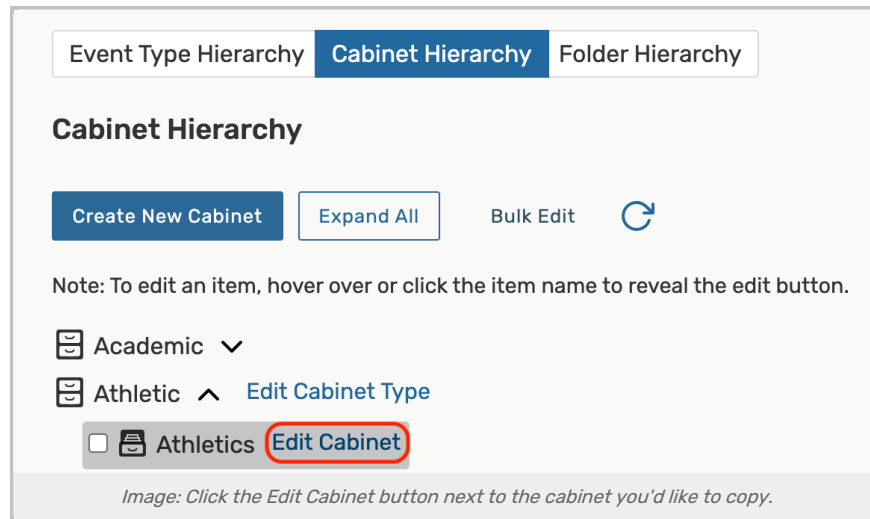 Event Type Hierarchy Cabinet Hierarchy Folder Hierarchy
Cabinet Hierarchy
Create New Cabinet Expand All Bulk Edit
Note: To edit an item, hover over or click the item name to reveal the edit button.
Academic
Athletic Edit Cabinet Type
Athletics Edit Cabinet
Image: Click the Edit Cabinet button next to the cabinet you'd like to copy.